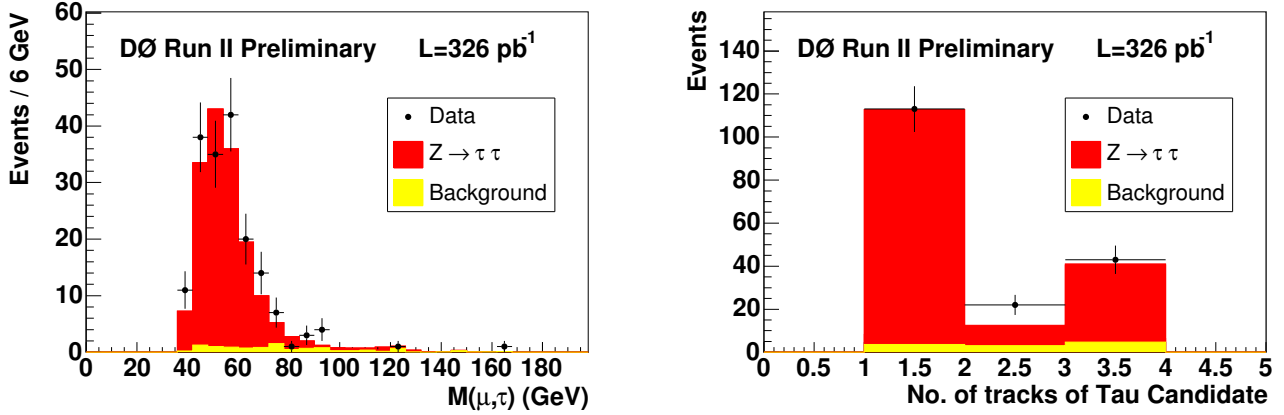 DØ Run II Preliminary L=326 pb-1
Events / 6 GeV
60
50
40
30
20
10
0
Data
Z → τ τ
Background
0 20 40 60 80 100 120 140 160 180
M(μ,τ) (GeV)
DØ Run II Preliminary L=326 pb-1
Events
140
120
100
80
60
40
20
0
Data
Z → τ τ
Background
0 0.5 1 1.5 2 2.5 3 3.5 4 4.5 5
No. of tracks of Tau Candidate